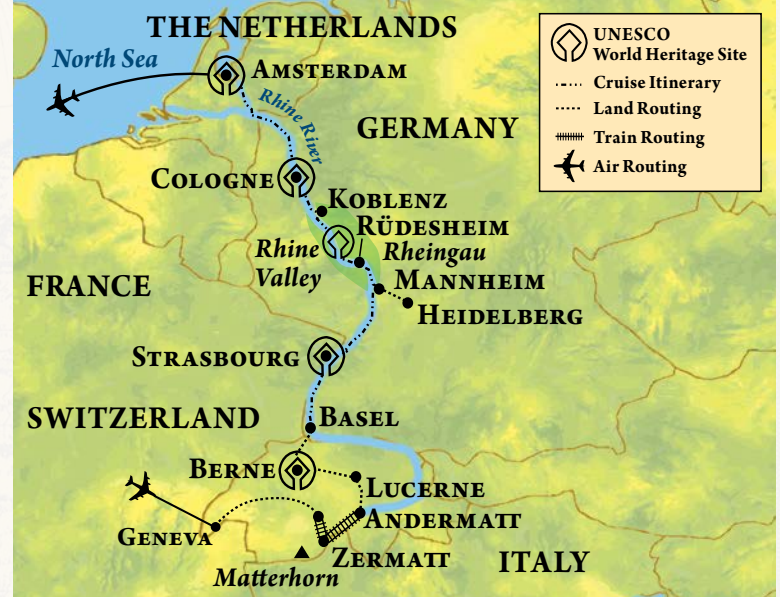 THE NETHERLANDS
North Sea
AMSTERDAM
Rhine River
GERMANY
COLOGNE
KOBLENZ
RÜDESHEIM
Rhine
Valley
Rheingau
MANNHEIM
FRANCE
HEIDELBERG
STRASBOURG
SWITZERLAND
BASEL
BERNE
LUCERNE
ANDERMATT
GENEVA
ZERMATT
ITALY
Matterhorn
UNESCO
World Heritage Site
Cruise Itinerary
Land Routing
Train Routing
Air Routing